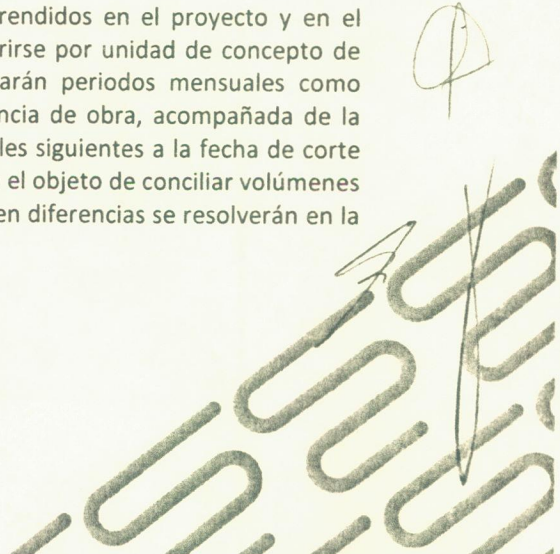 rendidos en el proyecto y en el
rirse por unidad de concepto de
arán periodos mensuales como
ncia de obra, acompañada de la
les siguientes a la fecha de corte
el objeto de conciliar volúmenes
en diferencias se resolverán en la